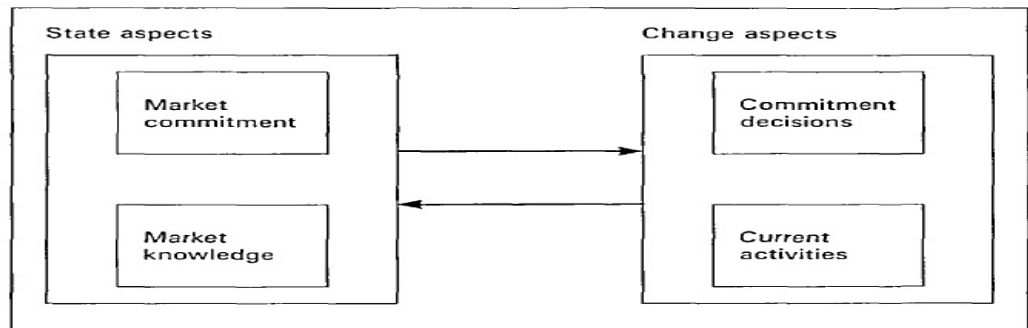 State aspects
Market
commitment
Market
knowledge
Change aspects
Commitment
decisions
Current
activities